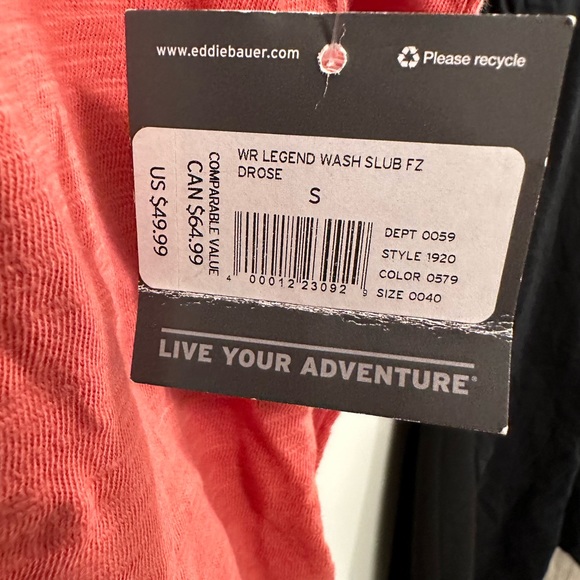 www.eddiebauer.com
Please recycle
WR LEGEND WASH SLUB FZ
DROSE
S
COMPARABLE VALUE
CAN $64.99
US $49.99
4 00012 23092 9
DEPT 0059
STYLE 1920
COLOR 0579
SIZE 0040
LIVE YOUR ADVENTURE®